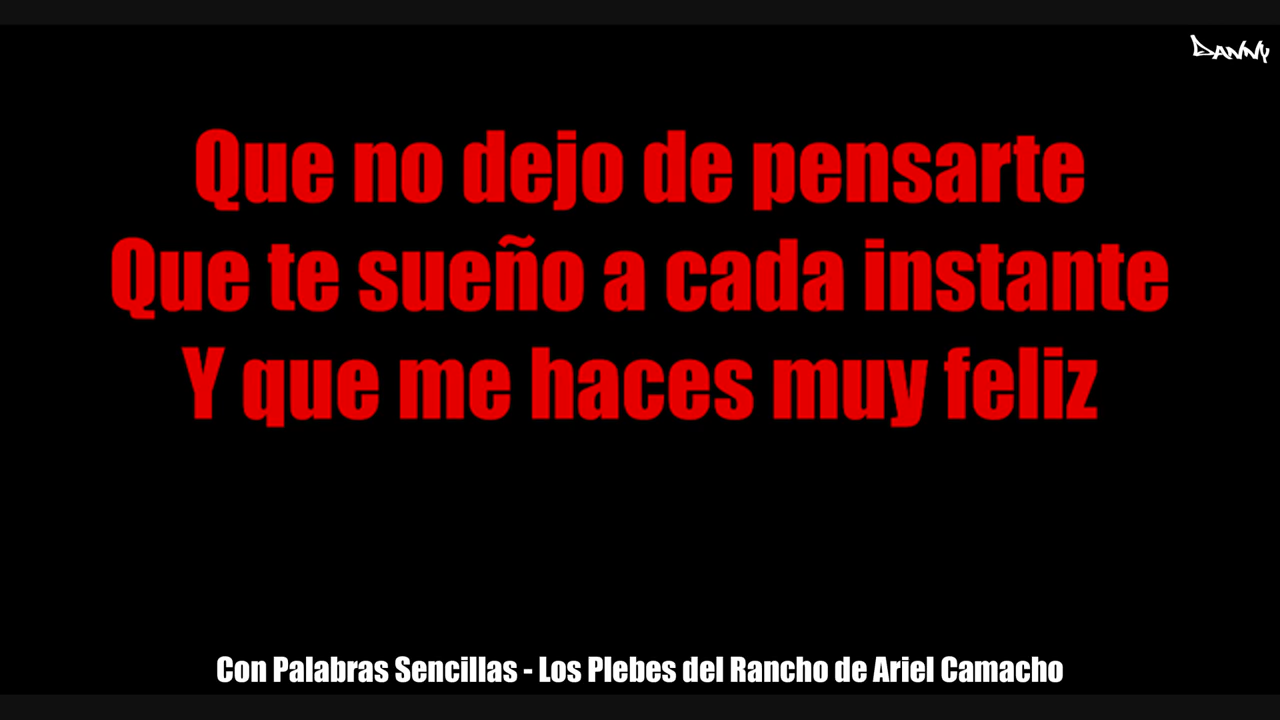 DANNY
Que no dejo de pensarte
Que te sueño a cada instante
Y que me haces muy feliz
Con Palabras Sencillas - Los Plebes del Rancho de Ariel Camacho